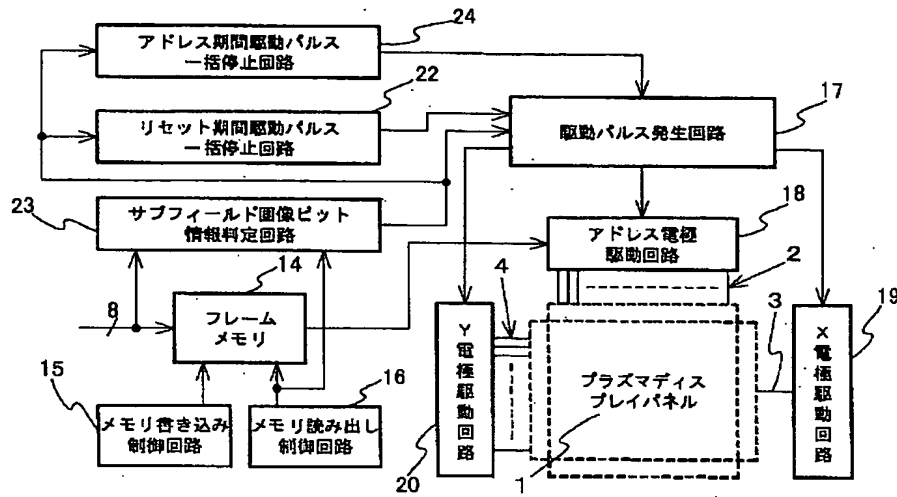 24
アドレス期間駆動パルス
一括停止回路
22
リセット期間駆動パルス
一括停止回路
17
駆動パルス発生回路
23
サブフィールド画像ビット
情報判定回路
18
アドレス電極
駆動回路
14
4
2
8
フレーム
メモリ
19
Y電極駆動回路
3
X電極駆動回路
プラズマディス
プレイパネル
15
16
メモリ書き込み
制御回路
メモリ読み出し
制御回路
20
1